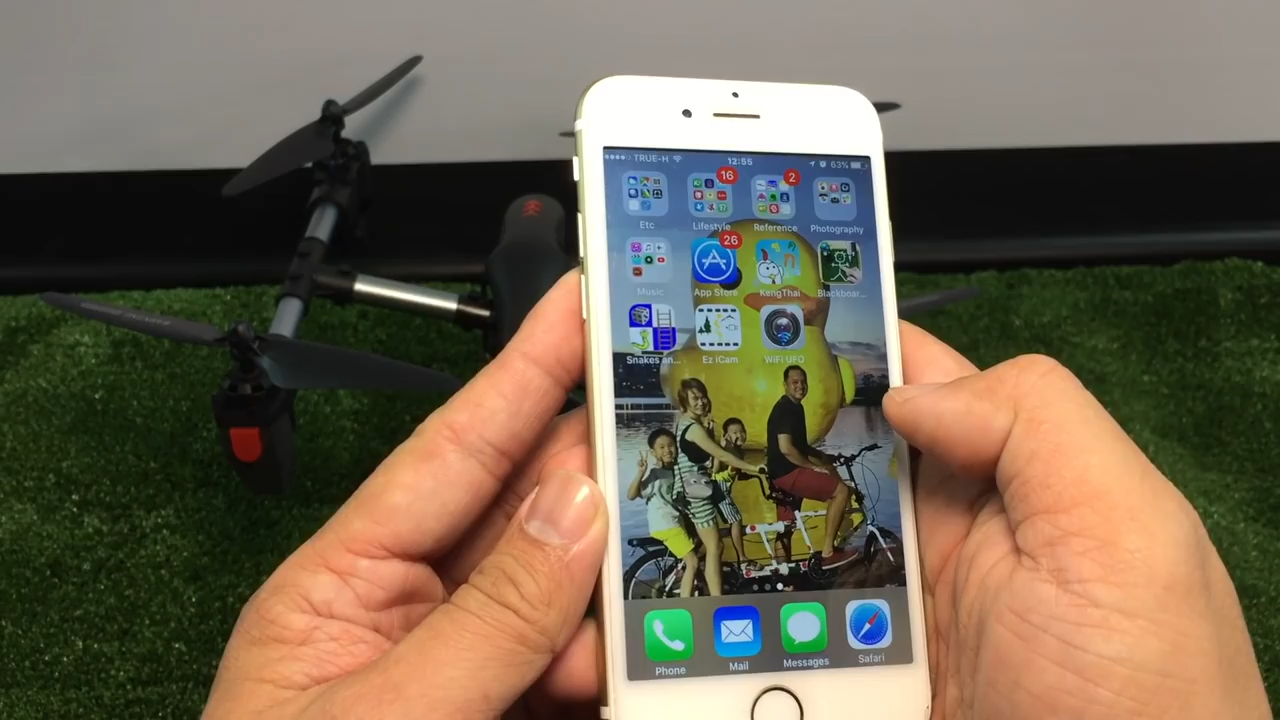 TRUE-H 12:55 63%
16 2
Etc Lifestyle Reference Photography
26
Music App Store KengThai Blackboar...
Snakes an... Ez iCam WiFi UFO
Phone Mail Messages Safari